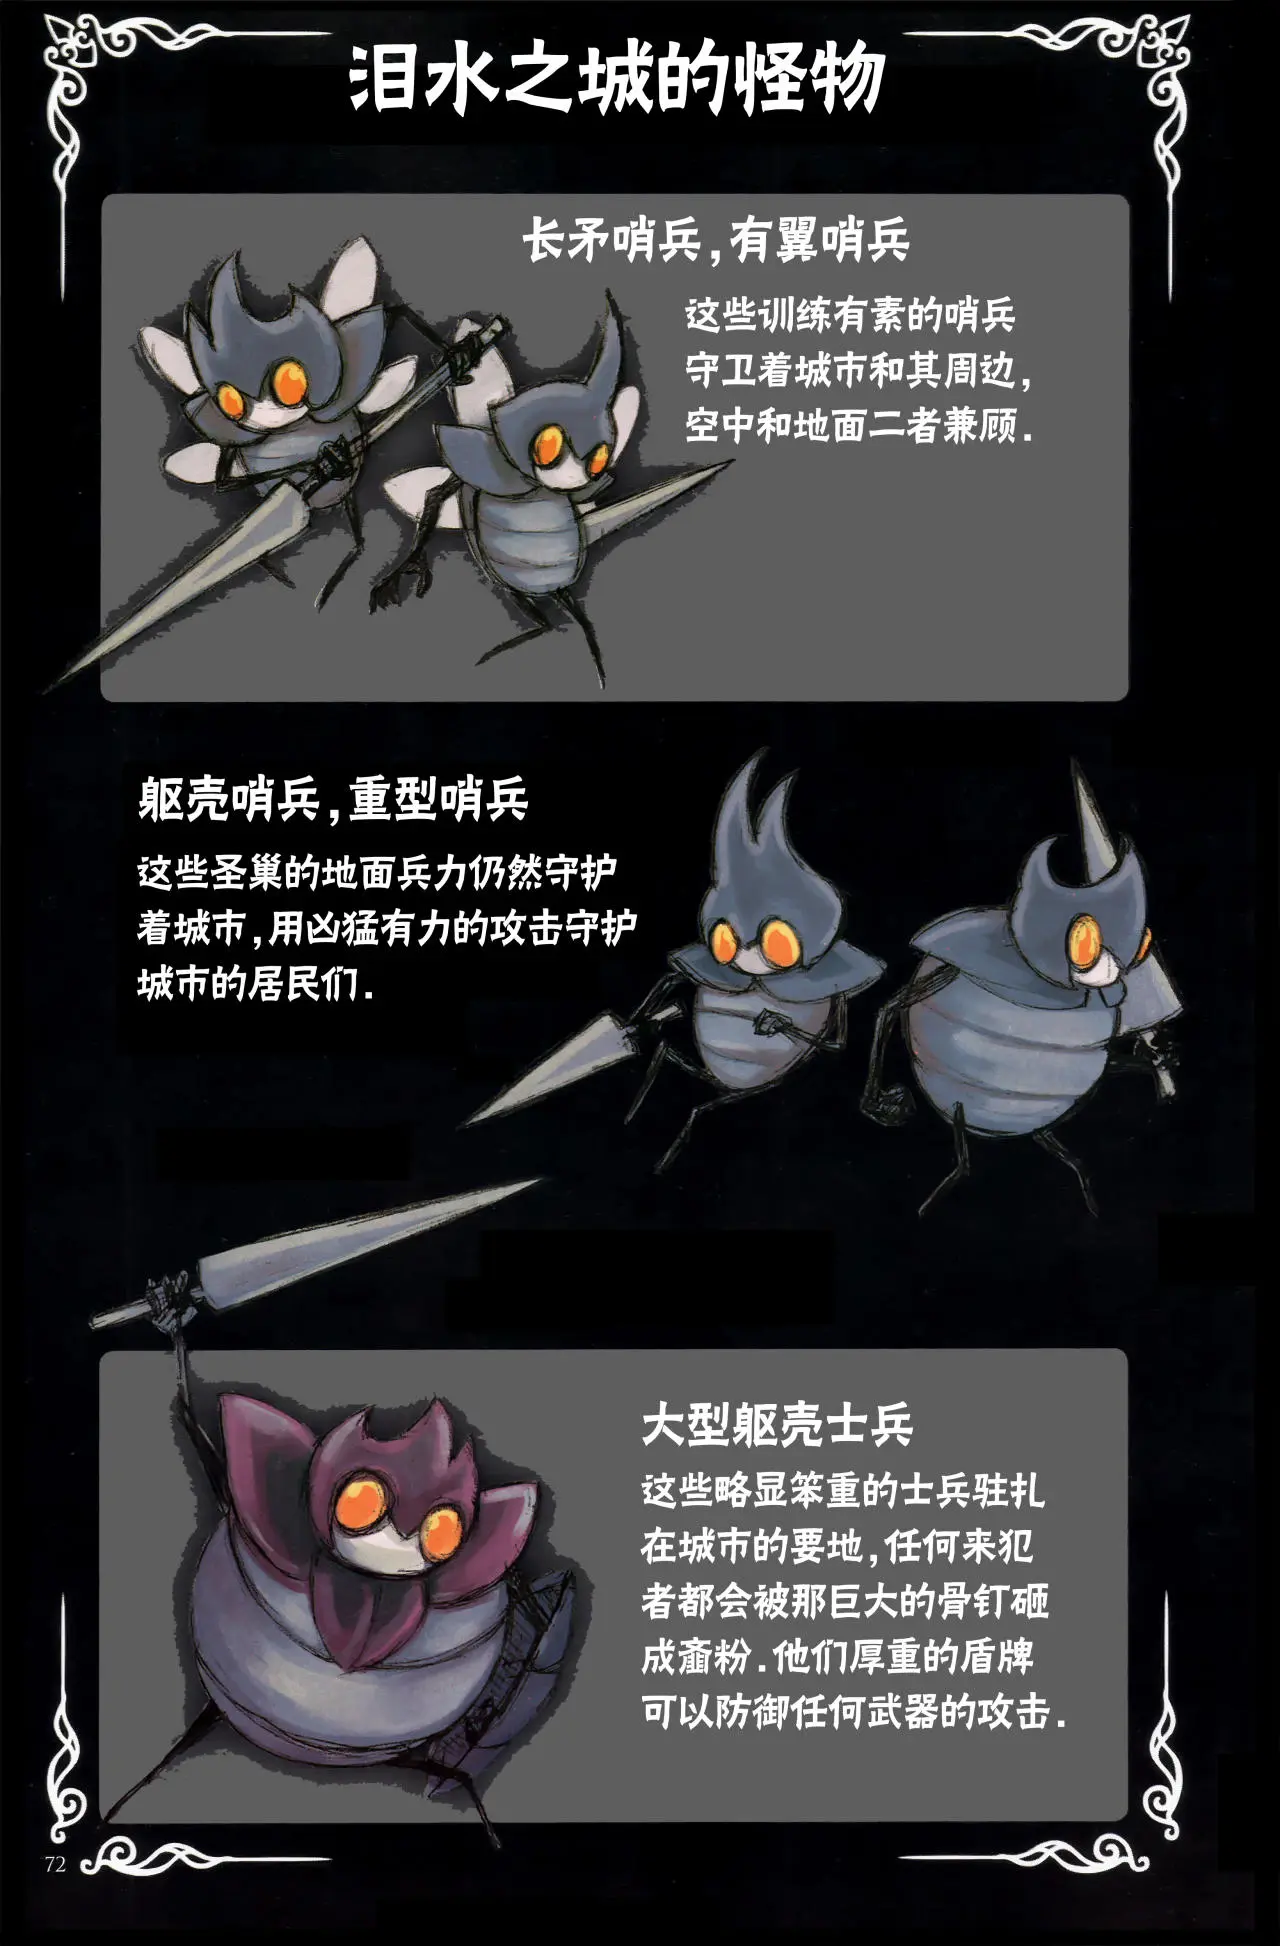 泪水之城的怪物
长矛哨兵,有翼哨兵
这些训练有素的哨兵
守卫着城市和其周边,
空中和地面二者兼顾.
躯壳哨兵,重型哨兵
这些圣巢的地面兵力仍然守护
着城市,用凶猛有力的攻击守护
城市的居民们.
大型躯壳士兵
这些略显笨重的士兵驻扎
在城市的要地,任何来犯
者都会被那巨大的骨钉砸
成齑粉.他们厚重的盾牌
可以防御任何武器的攻击.
72